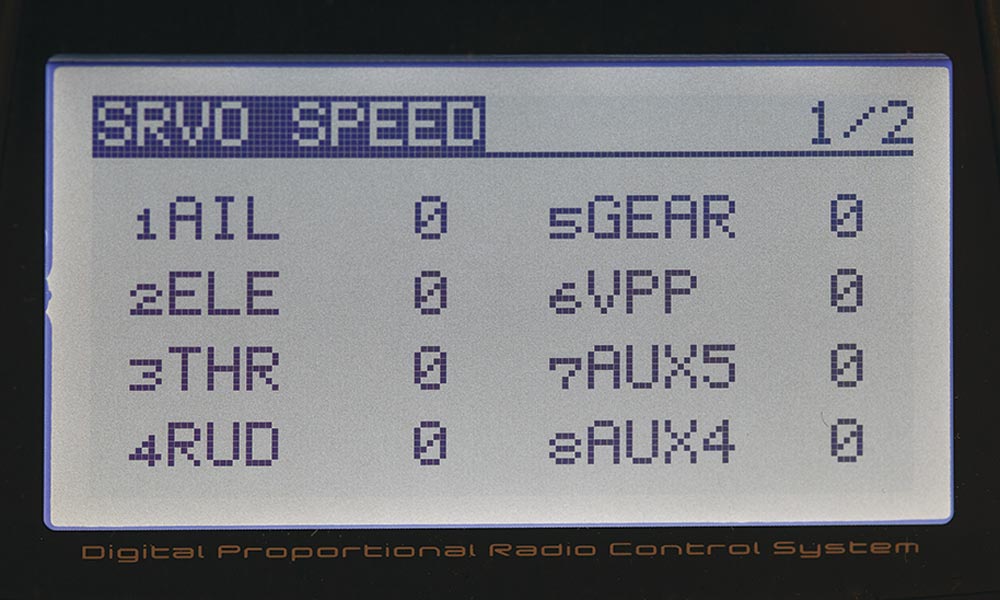 SRVO SPEED 1/2
1AIL 0 5GEAR 0
2ELE 0 6VPP 0
3THR 0 7AUX5 0
4RUD 0 8AUX4 0
Digital Proportional Radio Control System